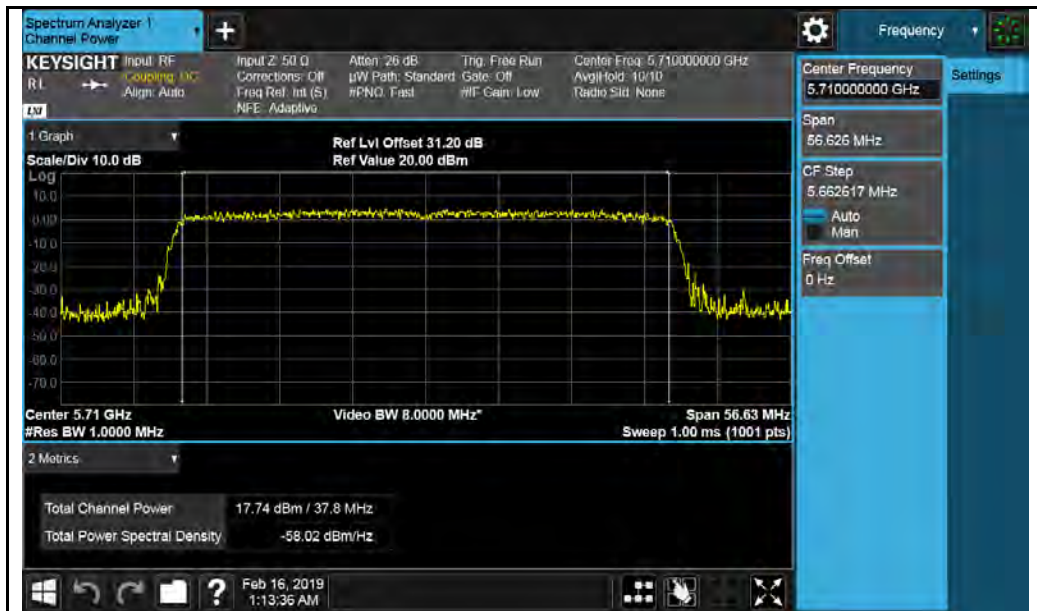 Spectrum Analyzer 1
Channel Power
Frequency
KEYSIGHT Input: RF
R L
Coupling: DC
Align: Auto
LXI
Input Z: 50 Ω
Corrections: Off
Freq Ref: Int (S)
NFE: Adaptive
Atten: 26 dB
µW Path: Standard
#PNO: Fast
Trig: Free Run
Gate: Off
#IF Gain: Low
Center Freq: 5.710000000 GHz
Avg|Hold: 10/10
Radio Std: None
Center Frequency
5.710000000 GHz
Settings
Span
56.626 MHz
CF Step
5.662617 MHz
Auto
Man
Freq Offset
0 Hz
1 Graph
Scale/Div 10.0 dB
Ref Lvl Offset 31.20 dB
Ref Value 20.00 dBm
Log
10.0
0.00
-10.0
-20.0
-30.0
-40.0
-50.0
-60.0
-70.0
Center 5.71 GHz
#Res BW 1.0000 MHz
Video BW 8.0000 MHz*
Span 56.63 MHz
Sweep 1.00 ms (1001 pts)
2 Metrics
Total Channel Power 17.74 dBm / 37.8 MHz
Total Power Spectral Density -58.02 dBm/Hz
?
Feb 16, 2019
1:13:36 AM